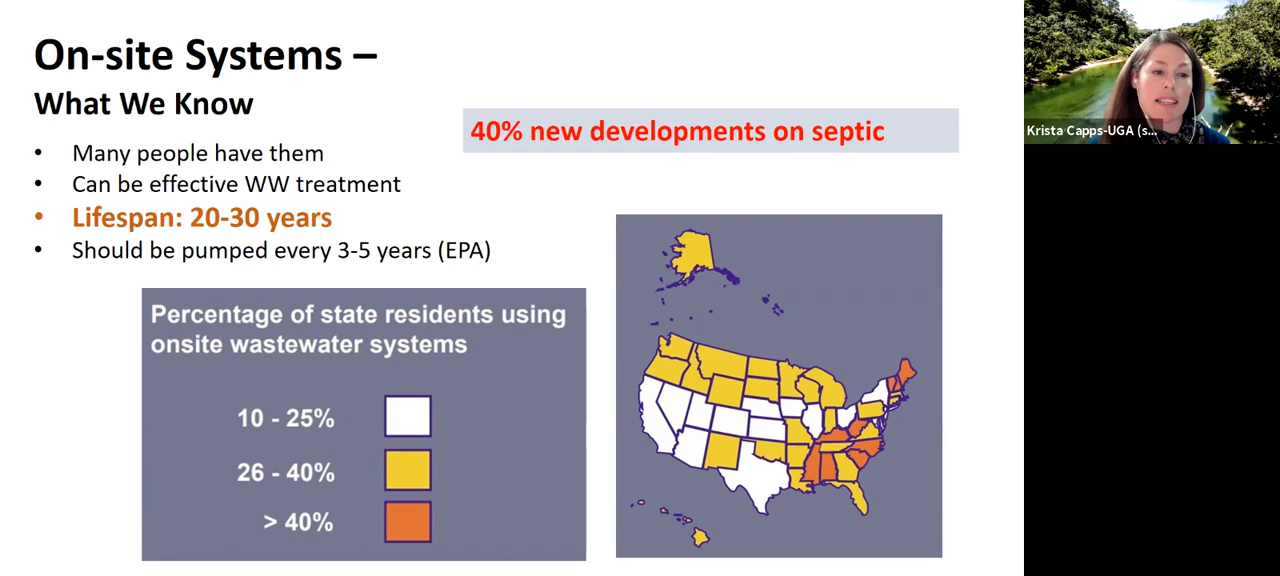 On-site Systems –
What We Know
40% new developments on septic
• Many people have them
• Can be effective WW treatment
• Lifespan: 20-30 years
• Should be pumped every 3-5 years (EPA)
Percentage of state residents using
onsite wastewater systems
10 - 25%
26 - 40%
> 40%
Krista Capps-UGA (s...